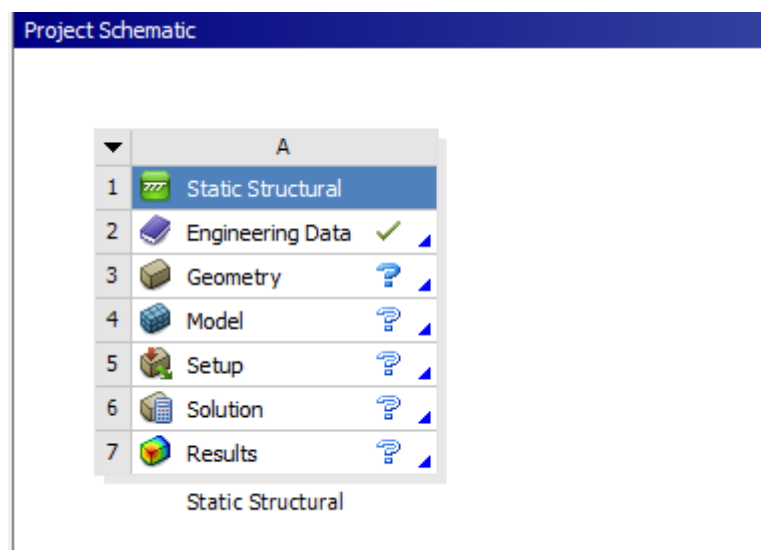 Project Schematic
A
1 Static Structural
2 Engineering Data
3 Geometry
4 Model
5 Setup
6 Solution
7 Results
Static Structural